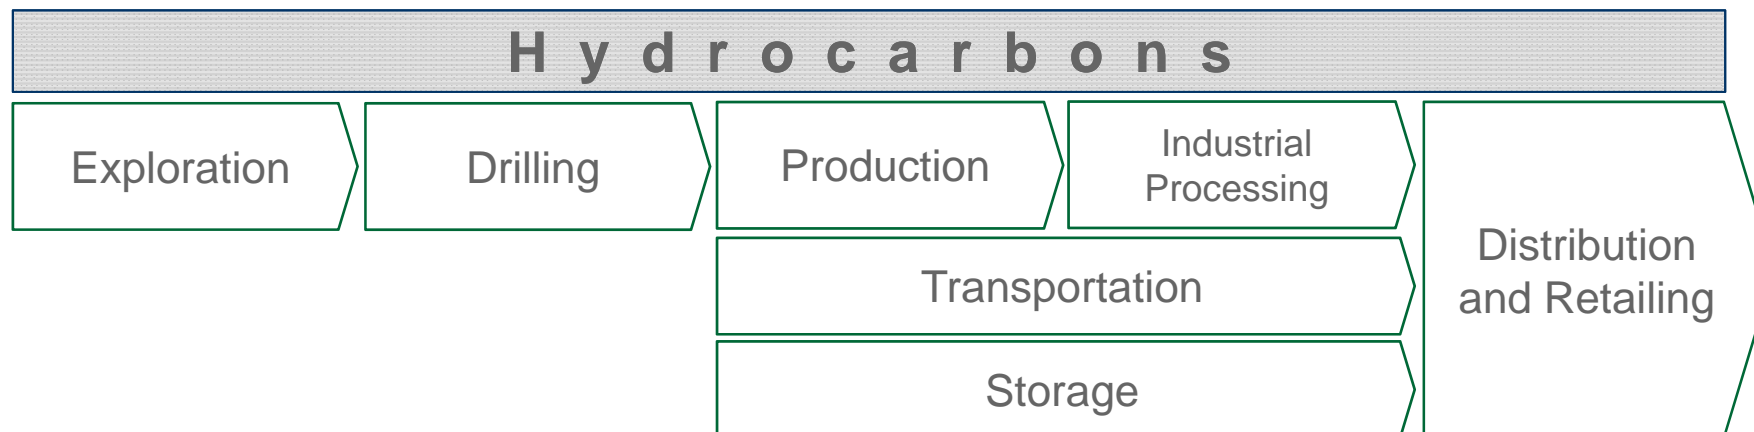 Hydrocarbons
Exploration
Drilling
Production
Industrial
Processing
Transportation
Storage
Distribution
and Retailing